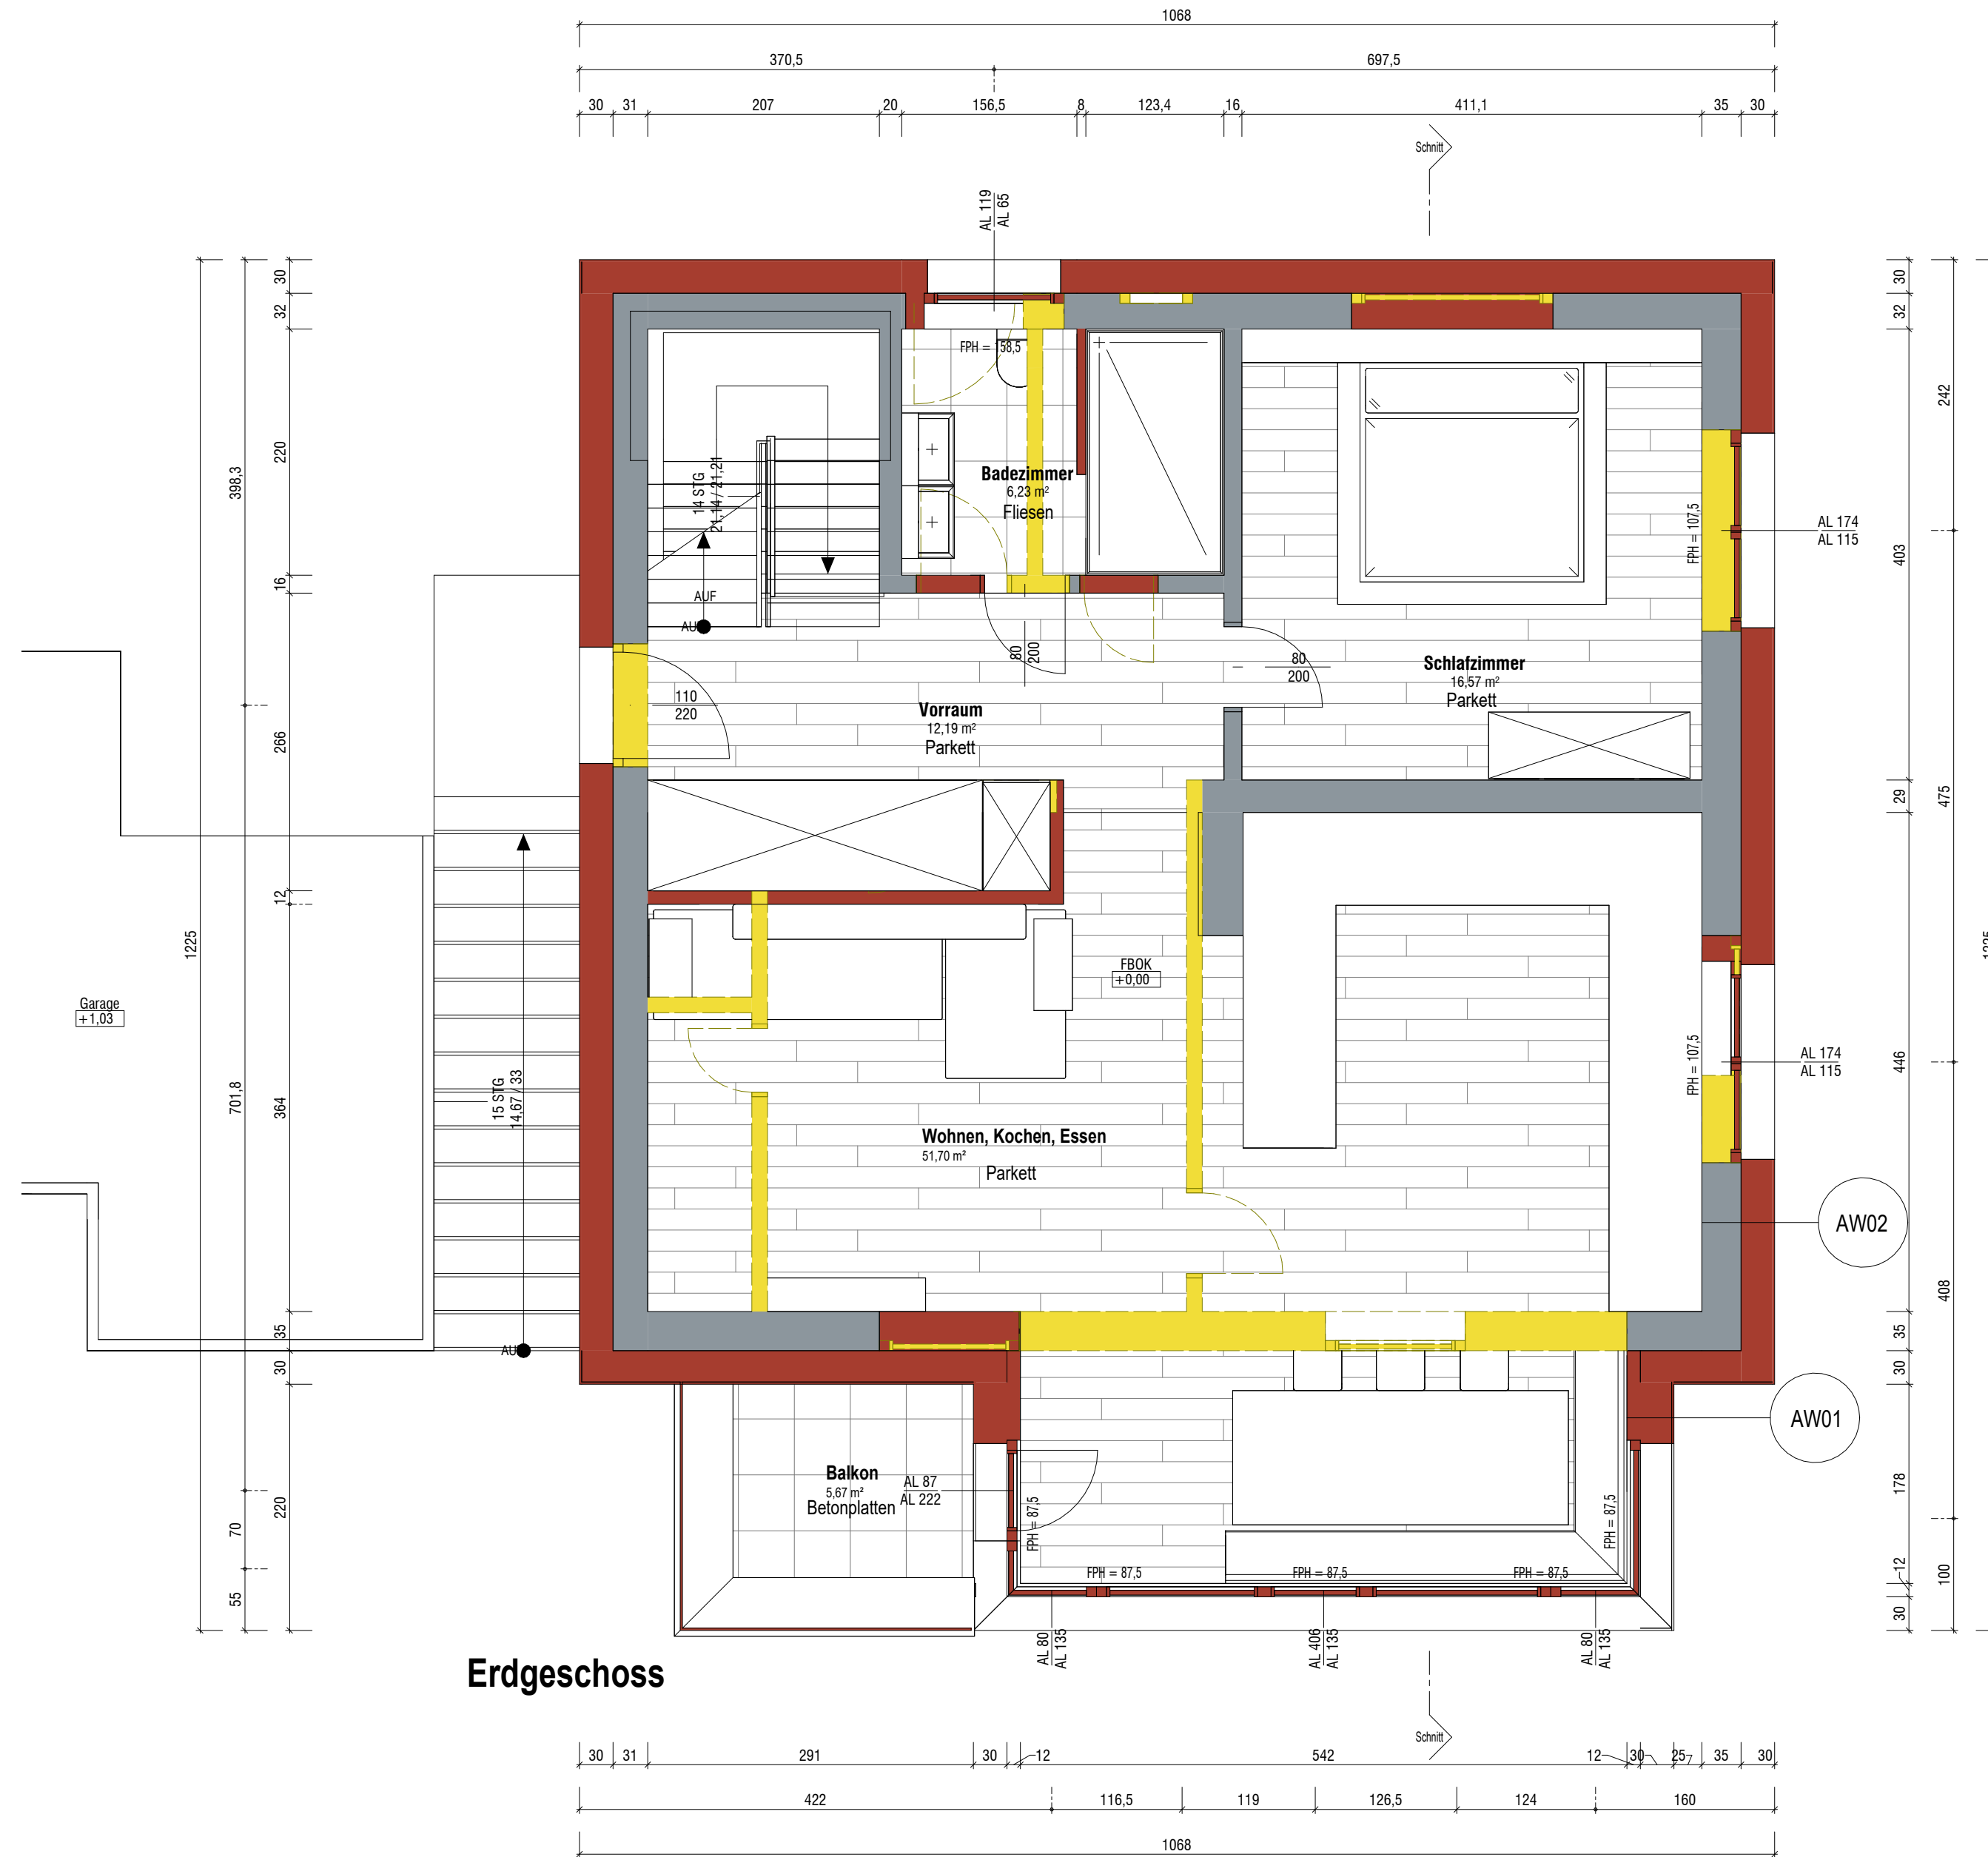 1068
370,5
697,5
30
31
207
20
156,5
8
123,4
16
411,1
35
30
Schnitt
AL 119
AL 65
30
32
220
16
266
12
364
35
30
220
398,3
701,8
70
55
1225
30
32
403
29
446
35
30
178
12
30
242
475
408
100
1225
FPH = 158,5
14 STG
21,14 / 21,21
AUF
AU
Badezimmer
6,23 m²
Fliesen
FPH = 107,5
AL 174
AL 115
80
200
80
200
110
220
Schlafzimmer
16,57 m²
Parkett
Vorraum
12,19 m²
Parkett
FBOK
+0,00
Garage
+1,03
15 STG
14,67 / 33
AU
FPH = 107,5
AL 174
AL 115
Wohnen, Kochen, Essen
51,70 m²
Parkett
AW02
AW01
Balkon
5,67 m²
Betonplatten
AL 87
AL 222
FPH = 87,5
FPH = 87,5
FPH = 87,5
FPH = 87,5
FPH = 87,5
AL 80
AL 135
AL 406
AL 135
AL 80
AL 135
Erdgeschoss
Schnitt
30
31
291
30
12
542
12
30
25
35
30
422
116,5
119
126,5
124
160
1068